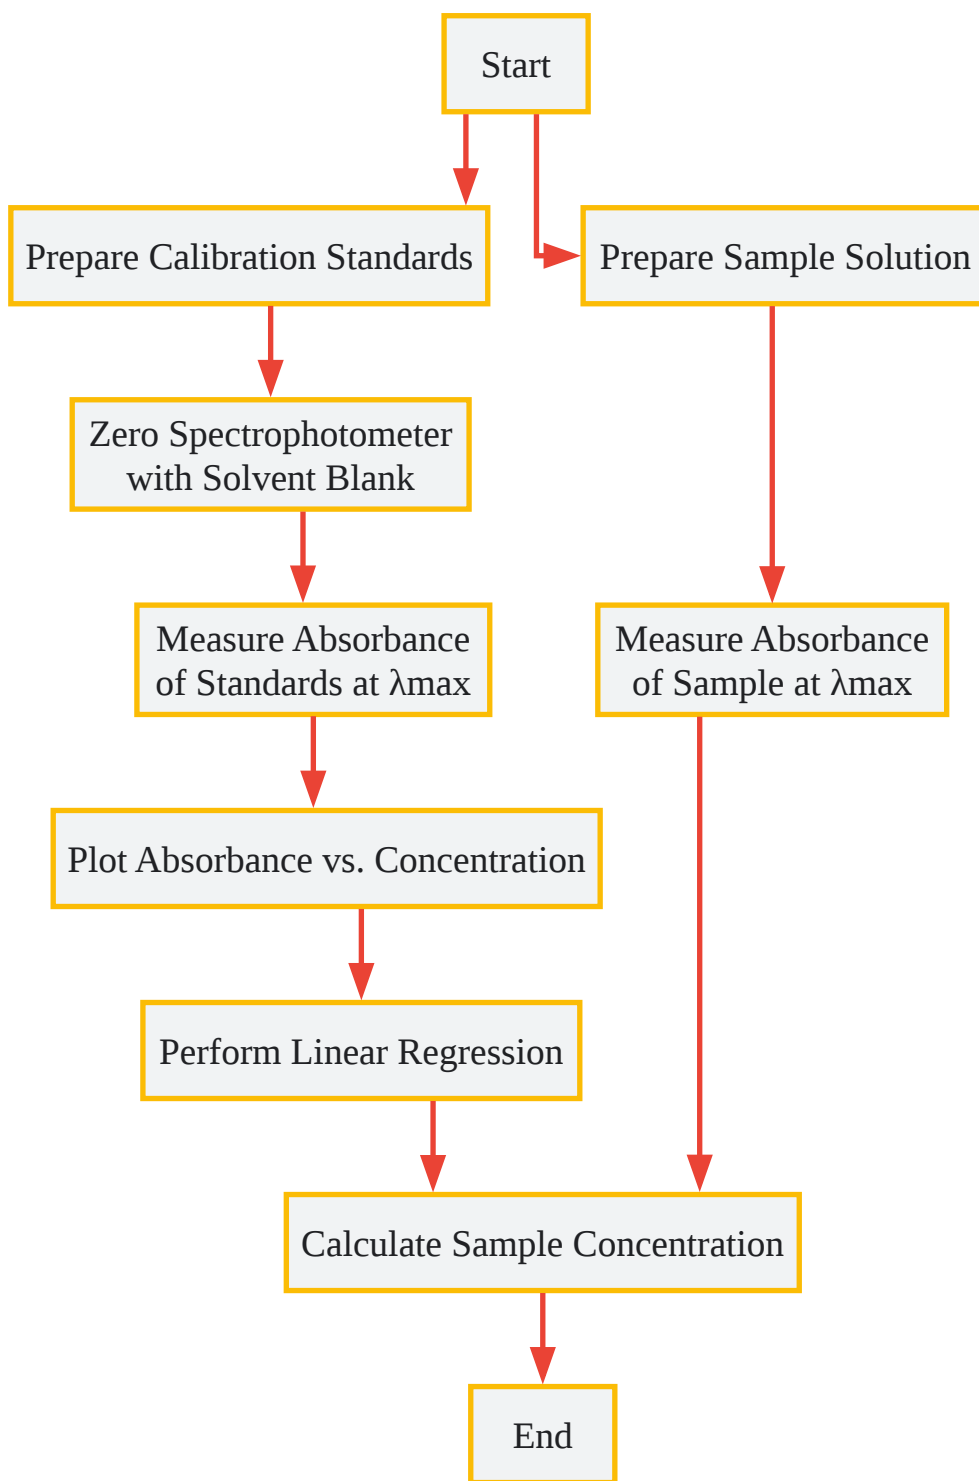 Start
Prepare Calibration Standards
Prepare Sample Solution
Zero Spectrophotometer
with Solvent Blank
Measure Absorbance
of Standards at λmax
Measure Absorbance
of Sample at λmax
Plot Absorbance vs. Concentration
Perform Linear Regression
Calculate Sample Concentration
End